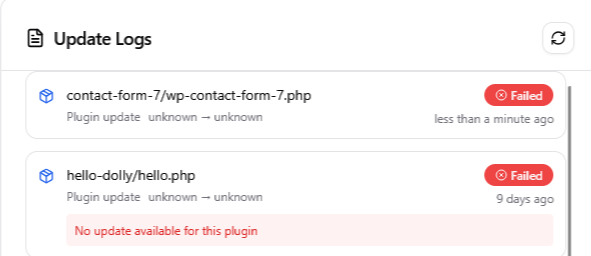 Update Logs
contact-form-7/wp-contact-form-7.php
Failed
Plugin update unknown → unknown
less than a minute ago
hello-dolly/hello.php
Failed
Plugin update unknown → unknown
9 days ago
No update available for this plugin